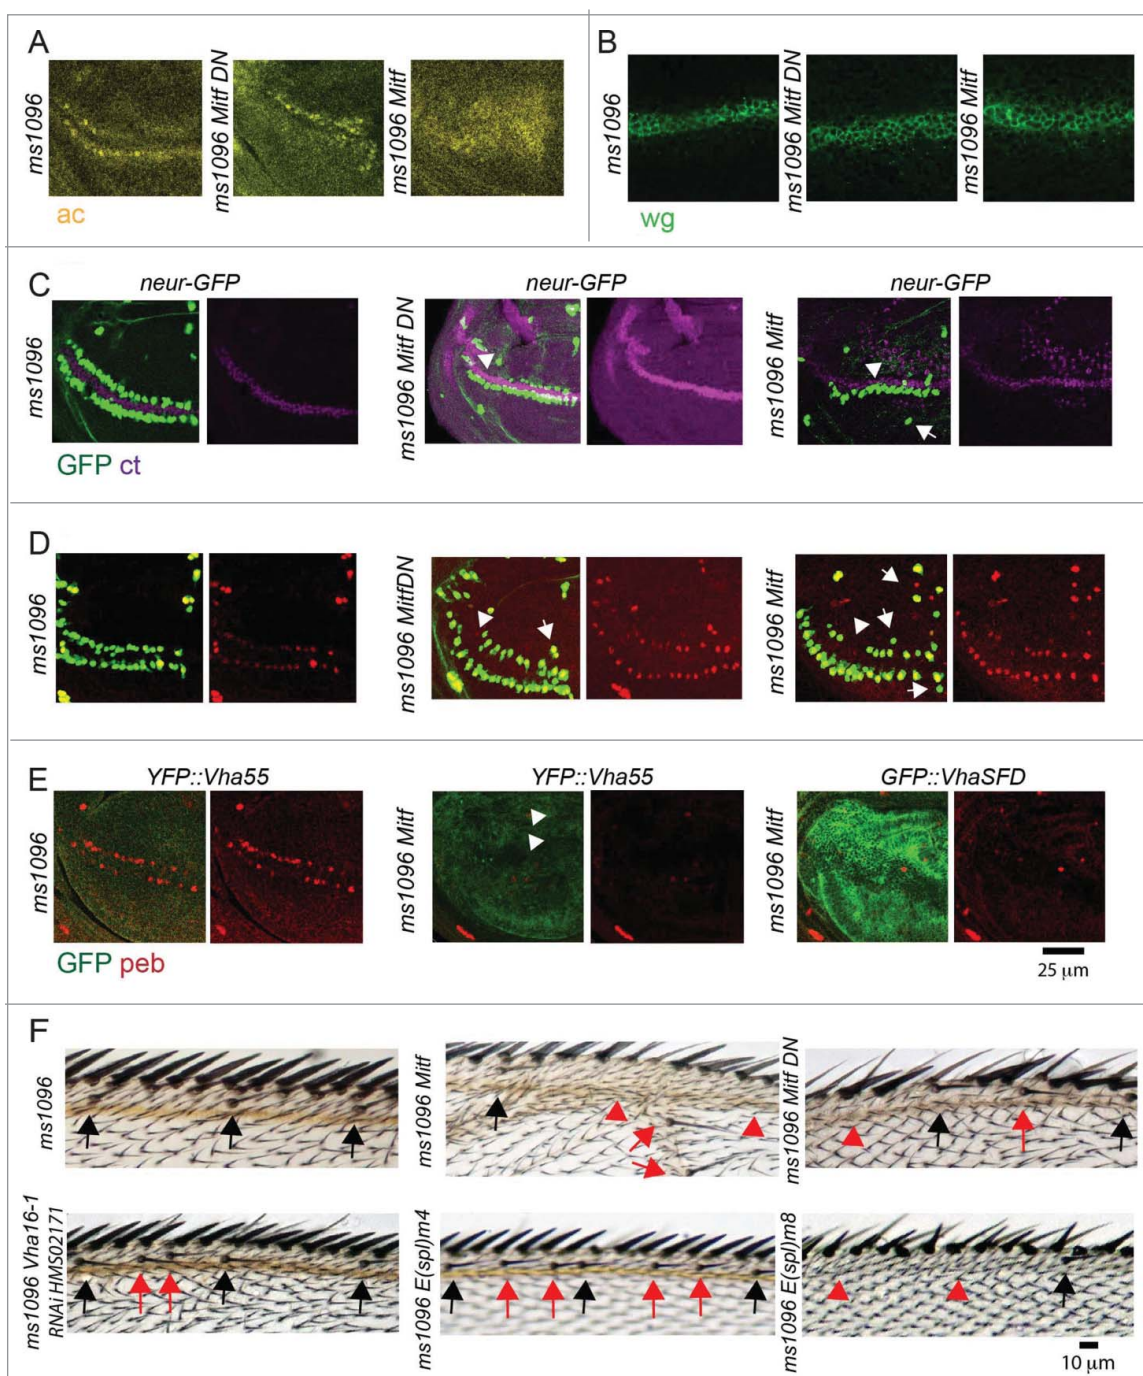 A
ms1096
ms1096 Mitf DN
ms1096 Mitf
ac
B
ms1096
ms1096 Mitf DN
ms1096 Mitf
wg
C
neur-GFP
neur-GFP
neur-GFP
ms1096
ms1096 Mitf DN
ms1096 Mitf
GFP ct
D
ms1096
ms1096 MitfDN
ms1096 Mitf
E
YFP::Vha55
YFP::Vha55
GFP::VhaSFD
ms1096
ms1096 Mitf
ms1096 Mitf
GFP peb
25 μm
F
ms1096
ms1096 Mitf
ms1096 Mitf DN
ms1096 Vha16-1
RNAi HMS02171
ms1096 E(spl)m4
ms1096 E(spl)m8
10 μm